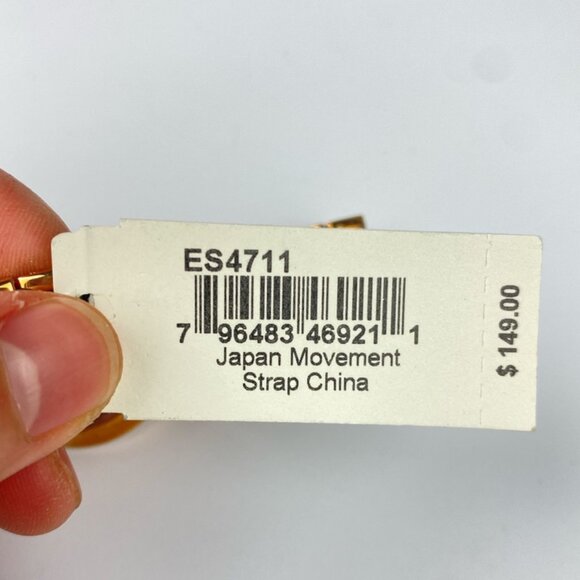 ES4711
7 96483 46921 1
Japan Movement
Strap China
$ 149.00